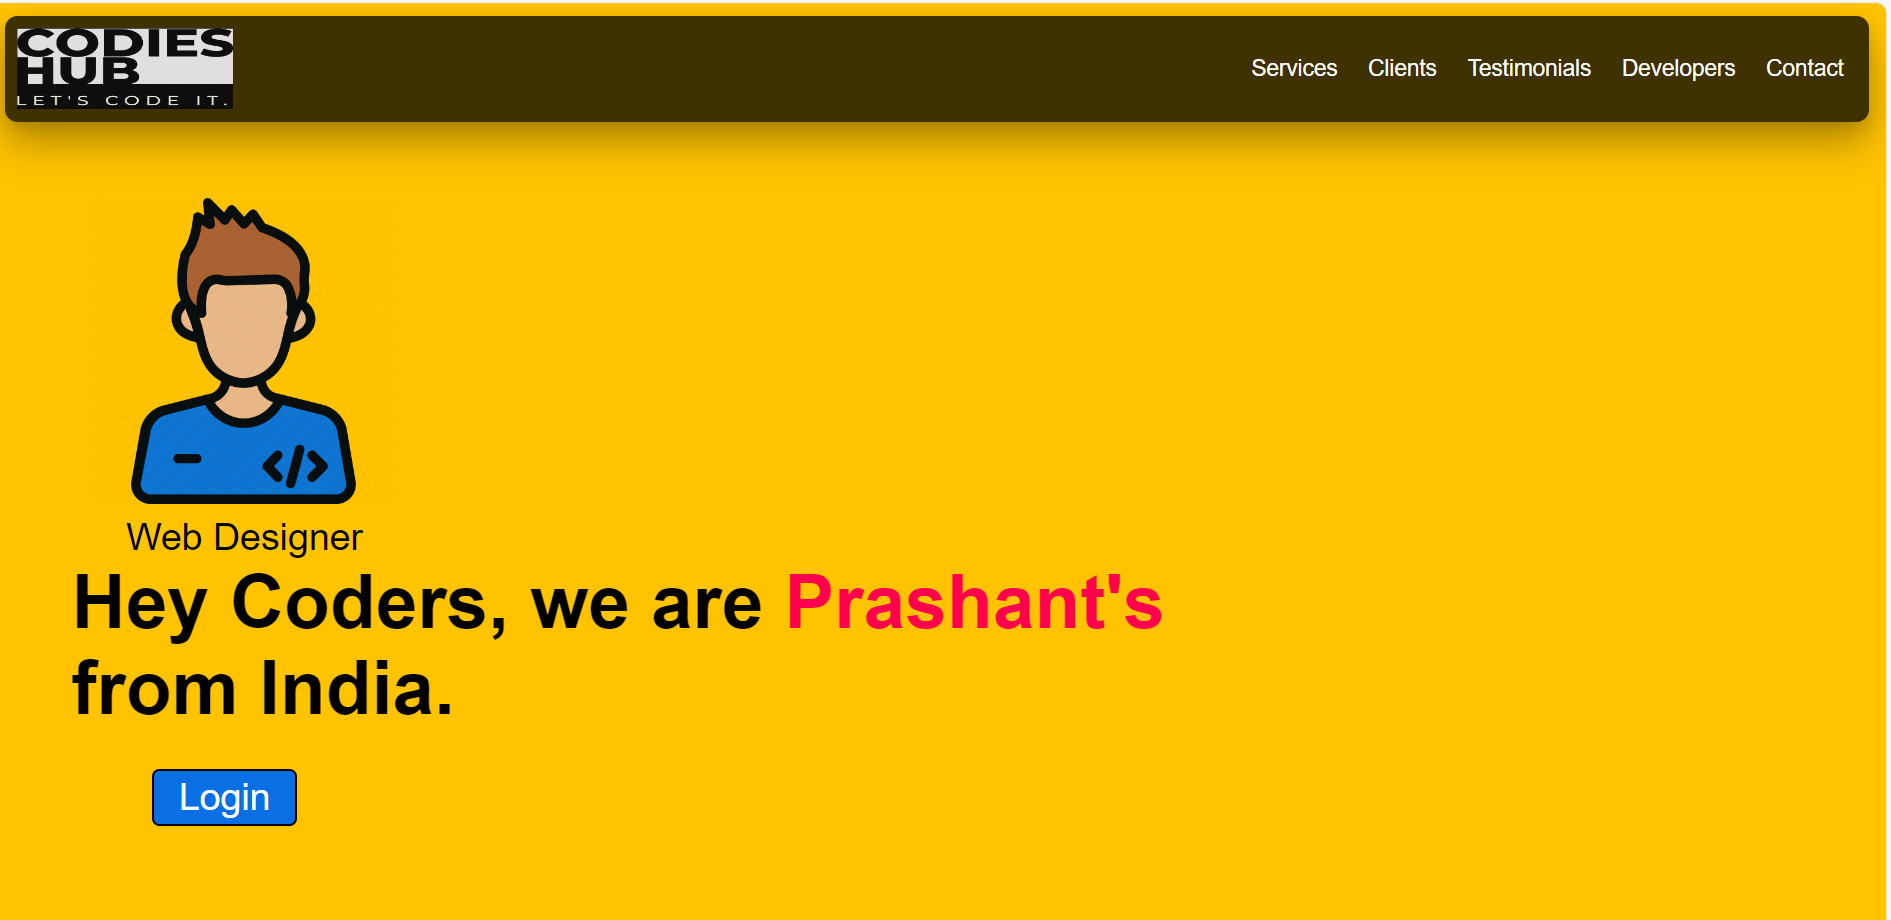 CODIES
HUB
LET'S CODE IT.
Services Clients Testimonials Developers Contact
</>
Web Designer
Hey Coders, we are Prashant's
from India.
Login